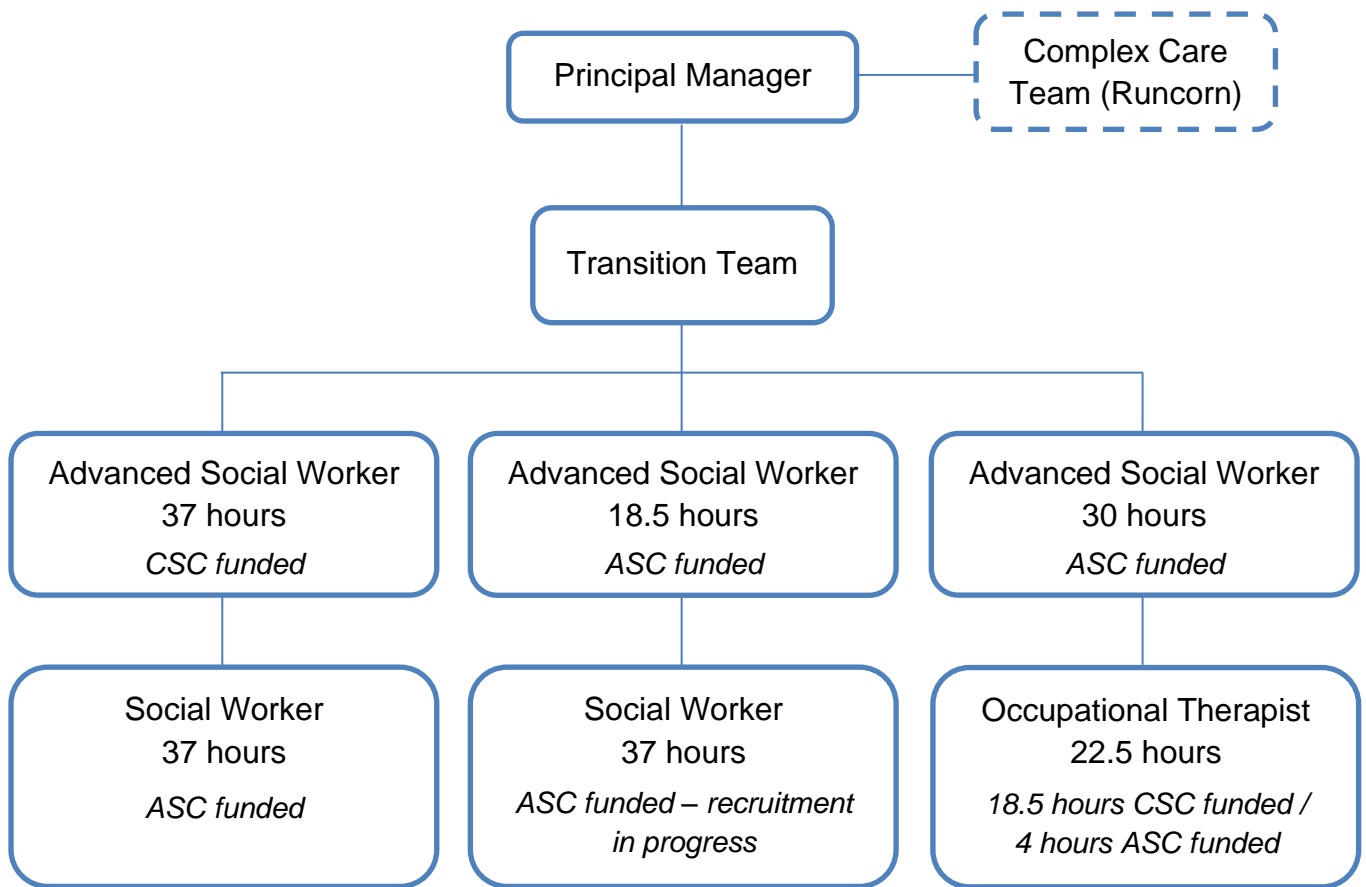 Principal Manager
Complex Care
Team (Runcorn)
Transition Team
Advanced Social Worker
37 hours
CSC funded
Advanced Social Worker
18.5 hours
ASC funded
Advanced Social Worker
30 hours
ASC funded
Social Worker
37 hours
ASC funded
Social Worker
37 hours
ASC funded – recruitment
in progress
Occupational Therapist
22.5 hours
18.5 hours CSC funded /
4 hours ASC funded